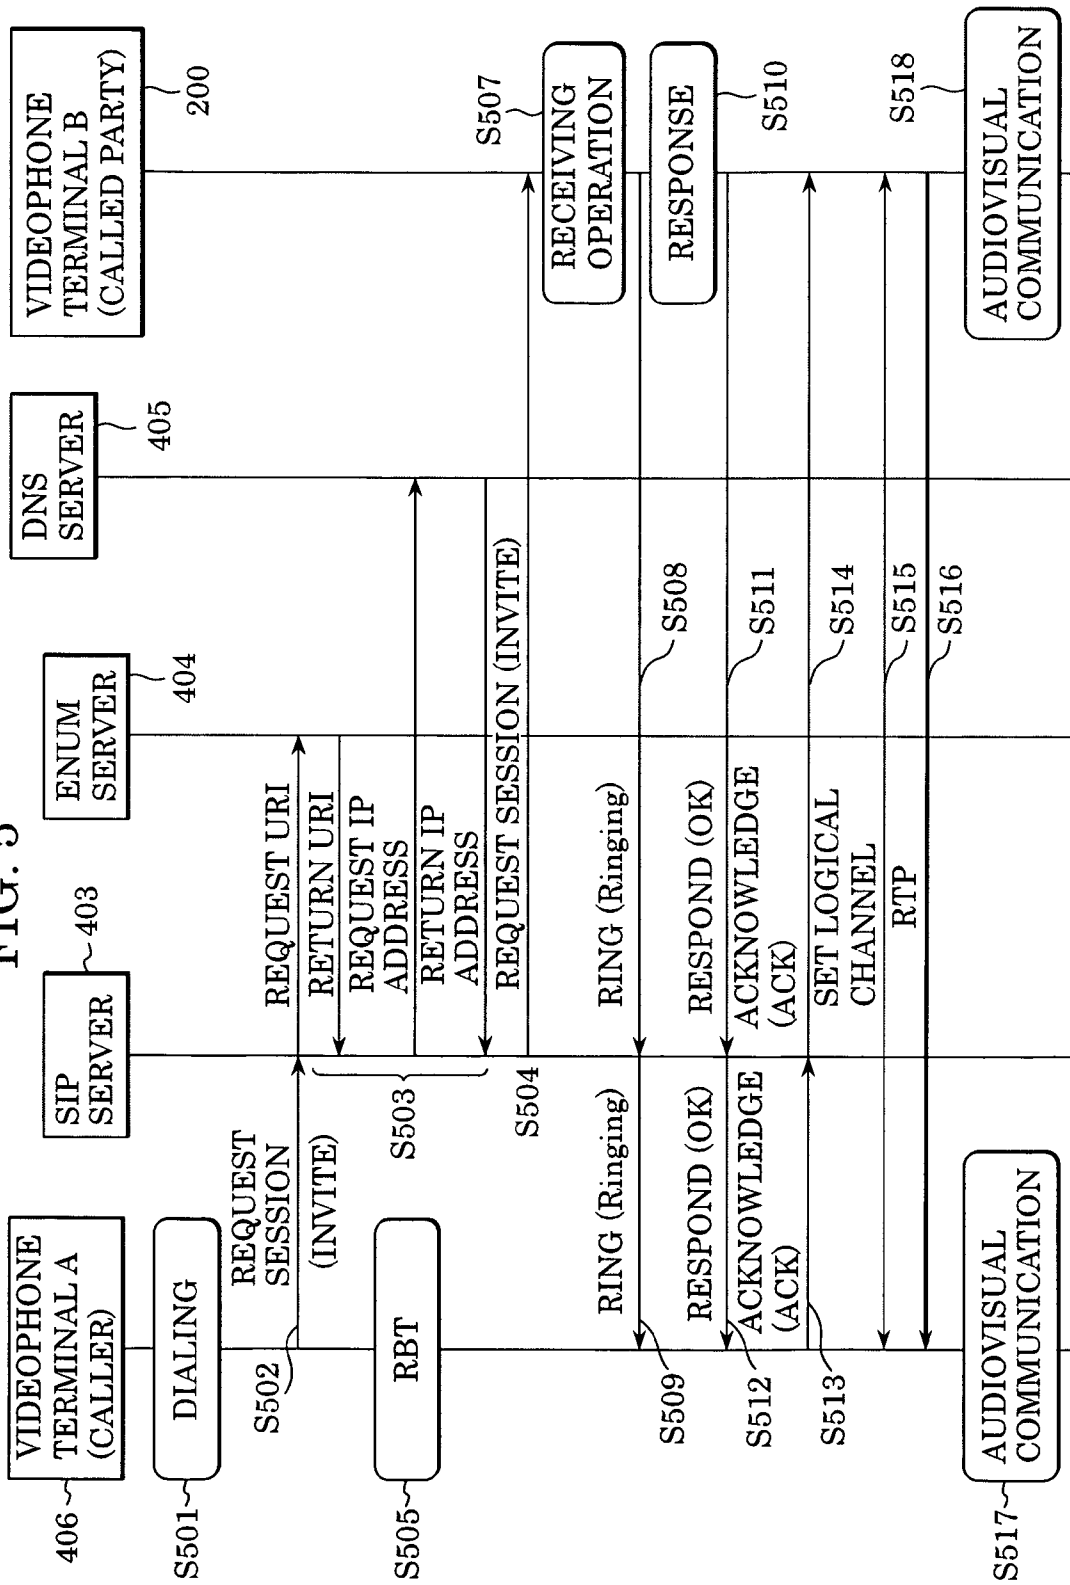 FIG. 5
VIDEOPHONE
TERMINAL A
(CALLER)
406
SIP
SERVER
403
ENUM
SERVER
404
DNS
SERVER
405
VIDEOPHONE
TERMINAL B
(CALLED PARTY)
200
DIALING
S501
REQUEST
SESSION
(INVITE)
S502
REQUEST URI
RETURN URI
REQUEST IP
ADDRESS
RETURN IP
ADDRESS
S503
RBT
S505
REQUEST SESSION (INVITE)
S504
S507
RECEIVING
OPERATION
RING (Ringing)
S508
RING (Ringing)
S509
RESPONSE
S510
RESPOND (OK)
S511
RESPOND (OK)
S512
ACKNOWLEDGE
(ACK)
S513
ACKNOWLEDGE
(ACK)
S514
SET LOGICAL
CHANNEL
S515
RTP
S516
AUDIOVISUAL
COMMUNICATION
S517
AUDIOVISUAL
COMMUNICATION
S518